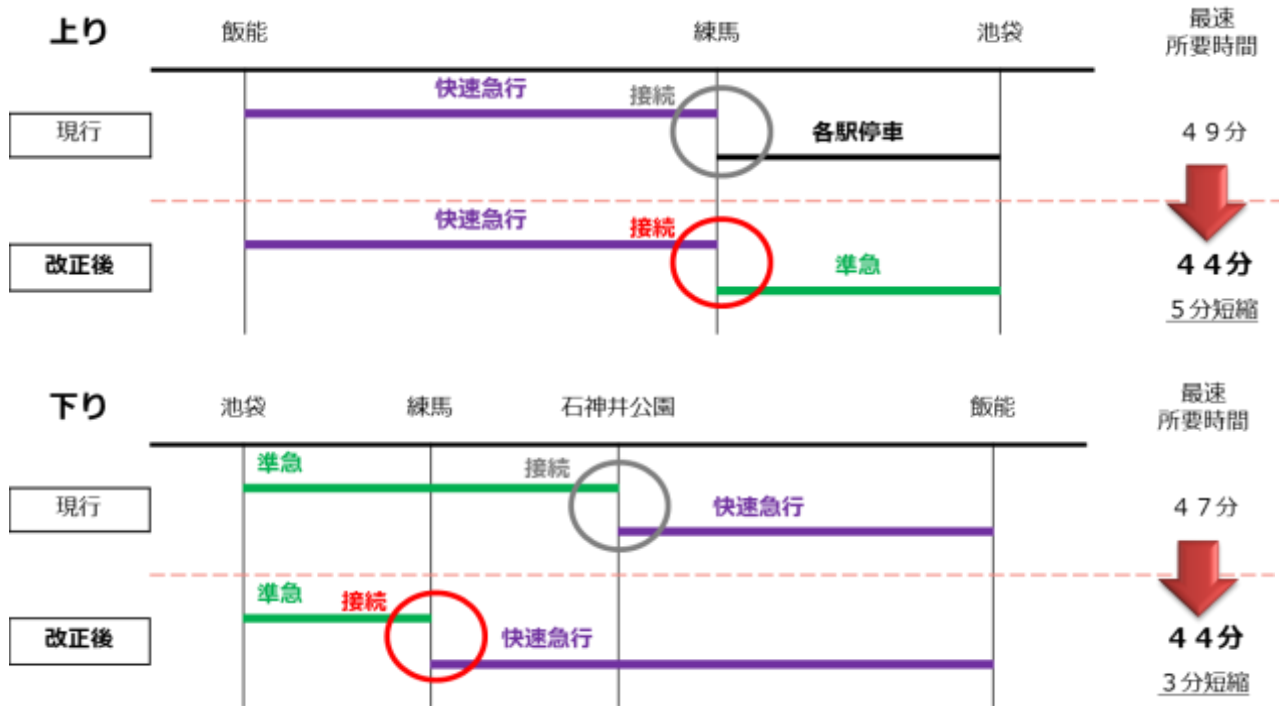 上り
飯能
練馬
池袋
最速
所要時間
快速急行
接続
現行
各駅停車
４９分
快速急行
接続
改正後
準急
４４分
５分短縮
下り
池袋
練馬
石神井公園
飯能
最速
所要時間
準急
接続
現行
快速急行
４７分
準急
接続
改正後
快速急行
４４分
３分短縮